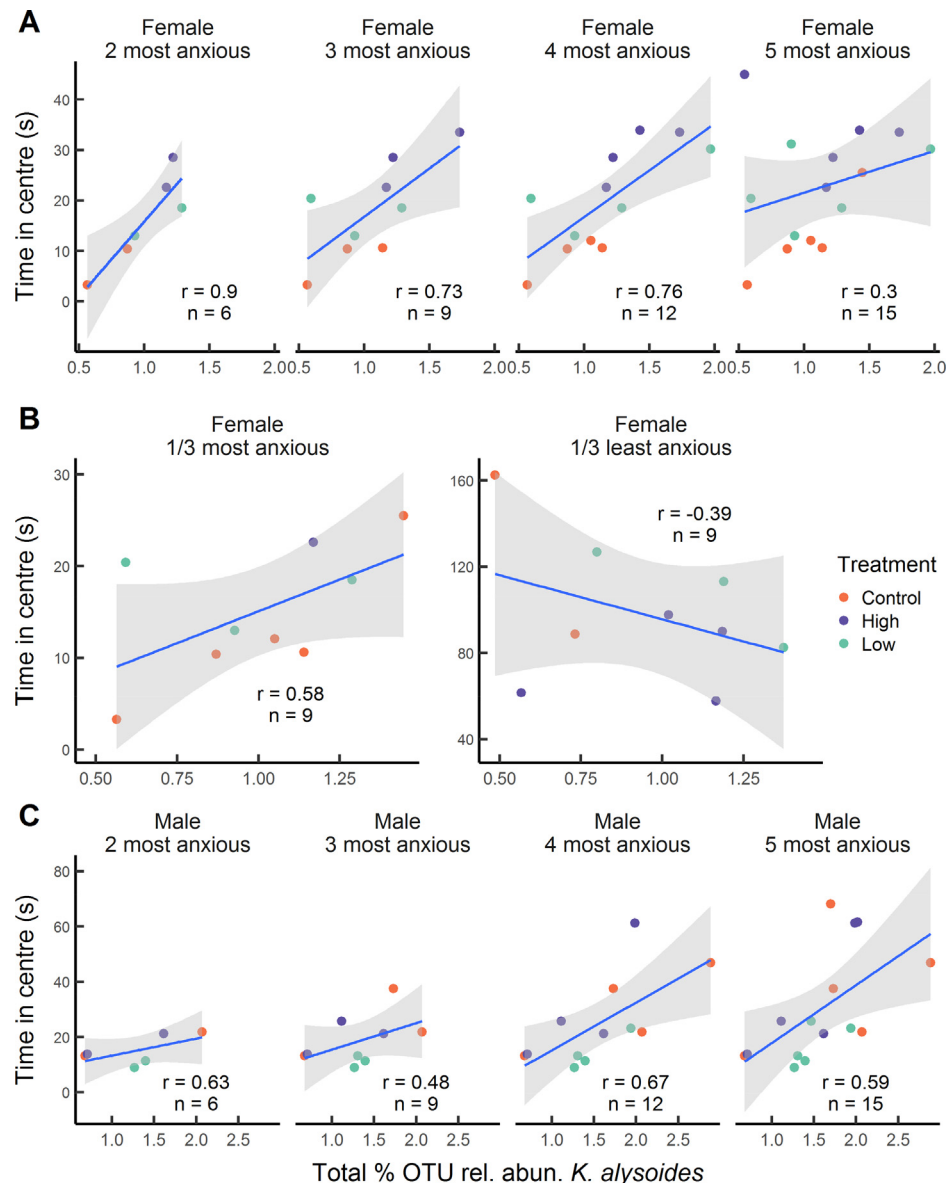 A
Female
2 most anxious
Female
3 most anxious
Female
4 most anxious
Female
5 most anxious
Time in centre (s)
40
30
20
10
0
r = 0.9
n = 6
r = 0.73
n = 9
r = 0.76
n = 12
r = 0.3
n = 15
0.5 1.0 1.5 2.0
0.5 1.0 1.5 2.0
0.5 1.0 1.5 2.0
0.5 1.0 1.5 2.0
B
Female
1/3 most anxious
Female
1/3 least anxious
Time in centre (s)
30
20
10
0
r = 0.58
n = 9
0.50 0.75 1.00 1.25
160
120
80
40
r = -0.39
n = 9
0.50 0.75 1.00 1.25
Treatment
Control
High
Low
C
Male
2 most anxious
Male
3 most anxious
Male
4 most anxious
Male
5 most anxious
Time in centre (s)
80
60
40
20
0
r = 0.63
n = 6
r = 0.48
n = 9
r = 0.67
n = 12
r = 0.59
n = 15
1.0 1.5 2.0 2.5
1.0 1.5 2.0 2.5
1.0 1.5 2.0 2.5
1.0 1.5 2.0 2.5
Total % OTU rel. abun. K. alysoides